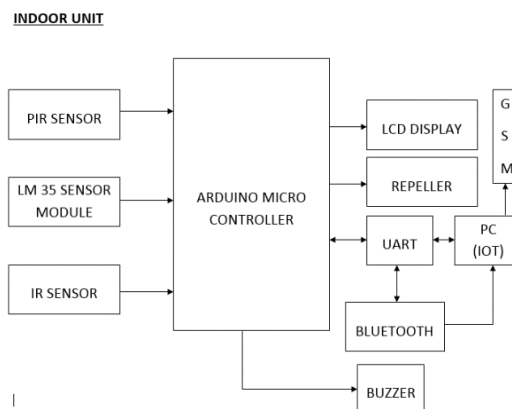 INDOOR UNIT
PIR SENSOR
LM 35 SENSOR
MODULE
IR SENSOR
ARDUINO MICRO
CONTROLLER
LCD DISPLAY
REPELLER
UART
BLUETOOTH
BUZZER
G
S
M
PC
(IOT)